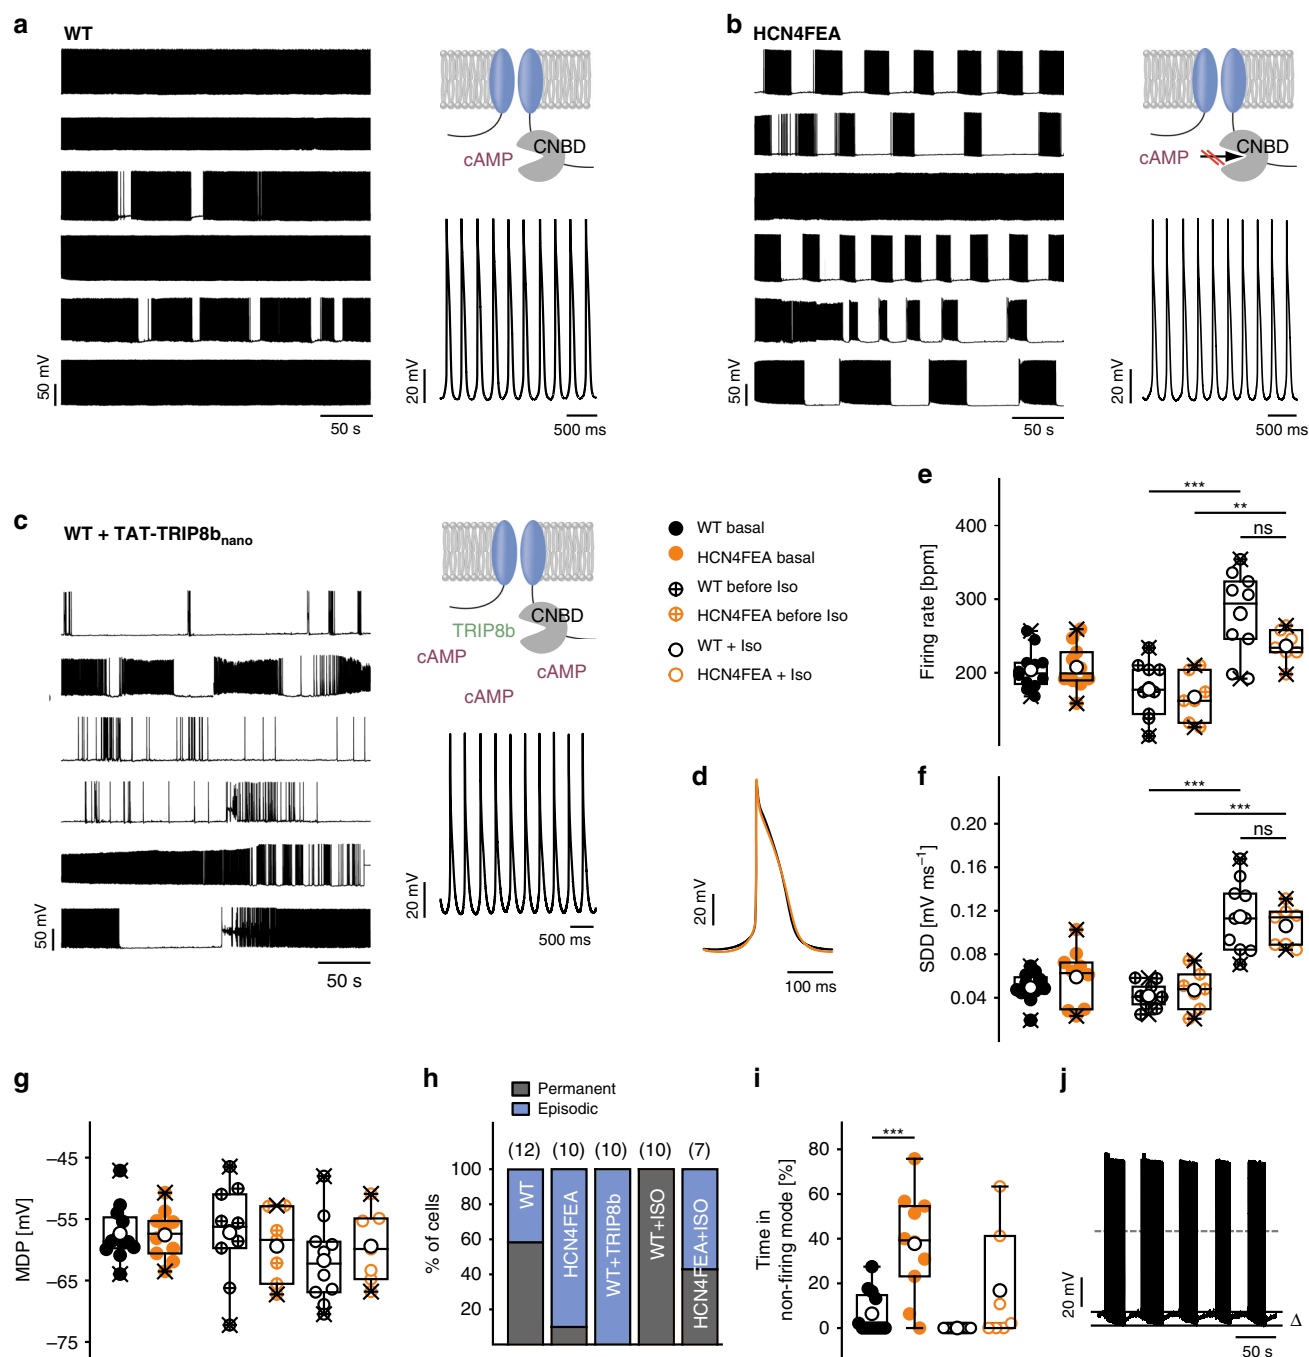 a
WT
50 mV
50 s
CNBD
cAMP
20 mV
500 ms
b
HCN4FEA
50 mV
50 s
CNBD
cAMP
20 mV
500 ms
c
WT + TAT-TRIP8bnano
50 mV
50 s
CNBD
TRIP8b
cAMP
cAMP
cAMP
20 mV
500 ms
WT basal
HCN4FEA basal
WT before Iso
HCN4FEA before Iso
WT + Iso
HCN4FEA + Iso
d
20 mV
100 ms
e
Firing rate [bpm]
400
300
200
***
**
ns
f
SDD [mV ms−1]
0.20
0.16
0.12
0.08
0.04
***
***
ns
g
MDP [mV]
−45
−55
−65
−75
h
Permanent
Episodic
% of cells
100
80
60
40
20
(12) (10) (10) (10) (7)
WT
HCN4FEA
WT+TRIP8b
WT+ISO
HCN4FEA+ISO
i
Time in
non-firing mode [%]
80
60
40
20
0
***
j
20 mV
Δ
50 s